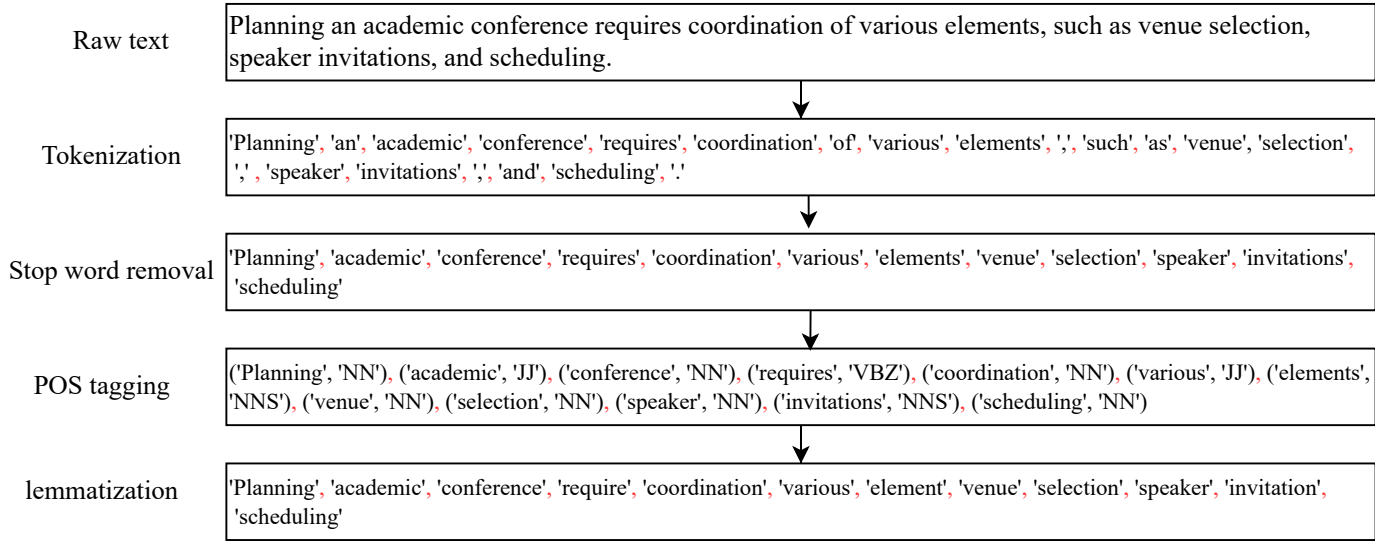 Raw text
Planning an academic conference requires coordination of various elements, such as venue selection,
speaker invitations, and scheduling.
Tokenization
'Planning', 'an', 'academic', 'conference', 'requires', 'coordination', 'of', 'various', 'elements', ',', 'such', 'as', 'venue', 'selection',
',' , 'speaker', 'invitations', ',', 'and', 'scheduling', '.'
Stop word removal
'Planning', 'academic', 'conference', 'requires', 'coordination', 'various', 'elements', 'venue', 'selection', 'speaker', 'invitations',
'scheduling'
POS tagging
('Planning', 'NN'), ('academic', 'JJ'), ('conference', 'NN'), ('requires', 'VBZ'), ('coordination', 'NN'), ('various', 'JJ'), ('elements',
'NNS'), ('venue', 'NN'), ('selection', 'NN'), ('speaker', 'NN'), ('invitations', 'NNS'), ('scheduling', 'NN')
lemmatization
'Planning', 'academic', 'conference', 'require', 'coordination', 'various', 'element', 'venue', 'selection', 'speaker', 'invitation',
'scheduling'